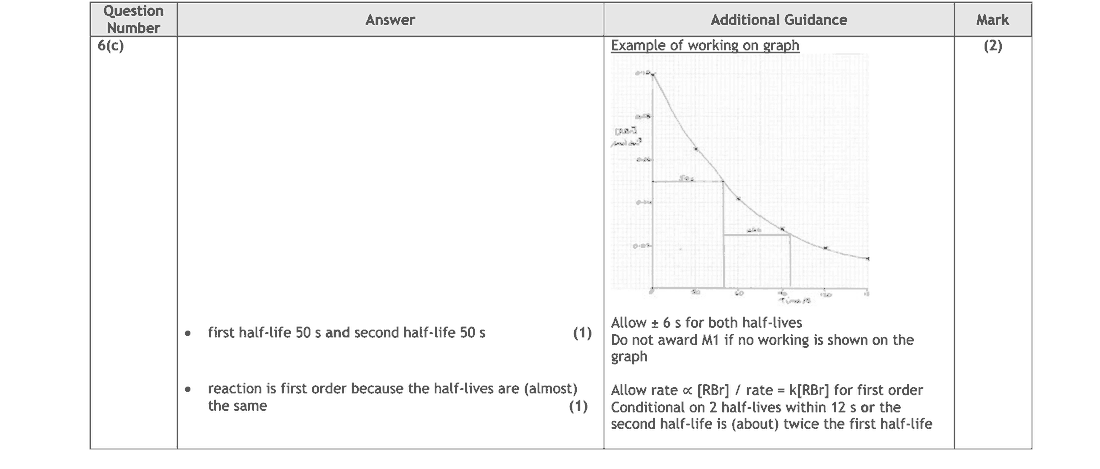 Question Number
Answer
Additional Guidance
Mark
6(c)
Example of working on graph
(2)
Time/s
first half-life 50 s and second half-life 50 s (1)
Allow ± 6 s for both half-lives
Do not award M1 if no working is shown on the
graph
reaction is first order because the half-lives are (almost)
the same (1)
Allow rate ∝ [RBr] / rate = k[RBr] for first order
Conditional on 2 half-lives within 12 s or the
second half-life is (about) twice the first half-life